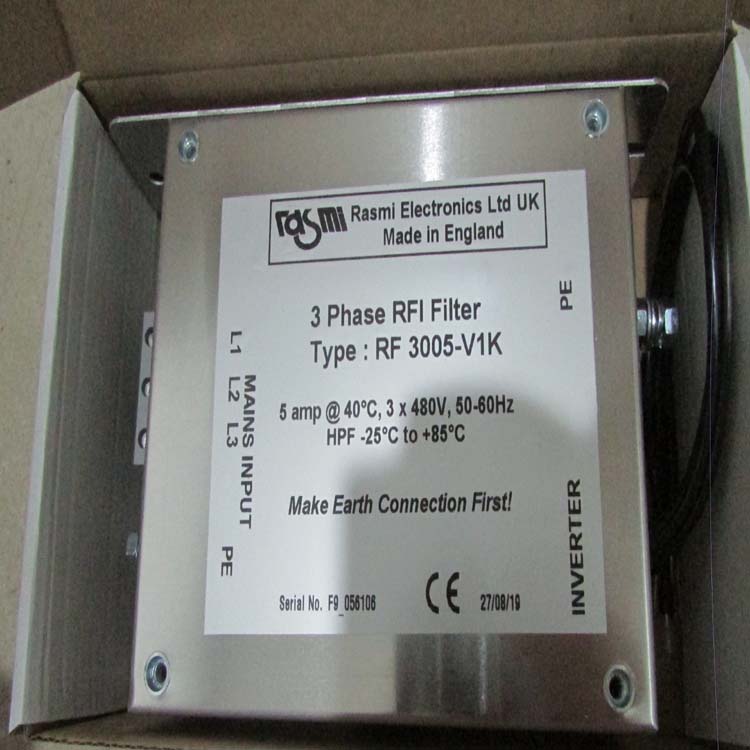 rasmi
Rasmi Electronics Ltd UK
Made in England
3 Phase RFI Filter
Type : RF 3005-V1K
5 amp @ 40°C, 3 x 480V, 50-60Hz
HPF -25°C to +85°C
Make Earth Connection First!
Serial No. F9_056106
CE
27/08/19
MAINS INPUT
L1 L2 L3 PE
PE
INVERTER